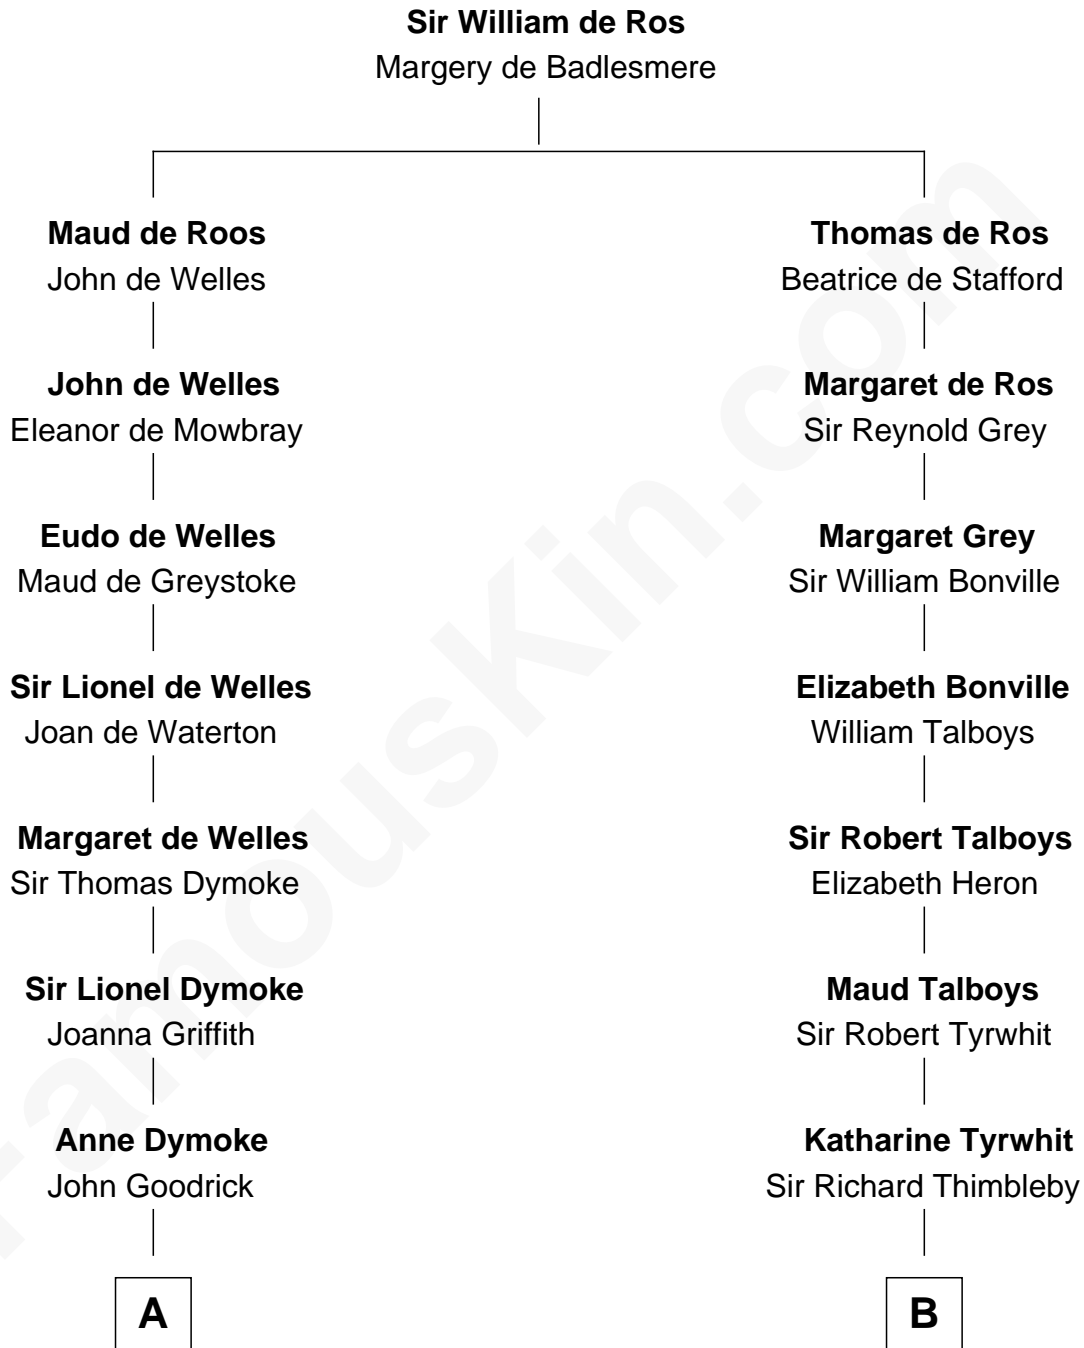 Sir William de Ros
Margery de Badlesmere
Maud de Roos
John de Welles
Thomas de Ros
Beatrice de Stafford
John de Welles
Eleanor de Mowbray
Margaret de Ros
Sir Reynold Grey
Eudo de Welles
Maud de Greystoke
Margaret Grey
Sir William Bonville
Sir Lionel de Welles
Joan de Waterton
Elizabeth Bonville
William Talboys
Margaret de Welles
Sir Thomas Dymoke
Sir Robert Talboys
Elizabeth Heron
Sir Lionel Dymoke
Joanna Griffith
Maud Talboys
Sir Robert Tyrwhit
Anne Dymoke
John Goodrick
Katharine Tyrwhit
Sir Richard Thimbleby
A
B
FamousKin.com